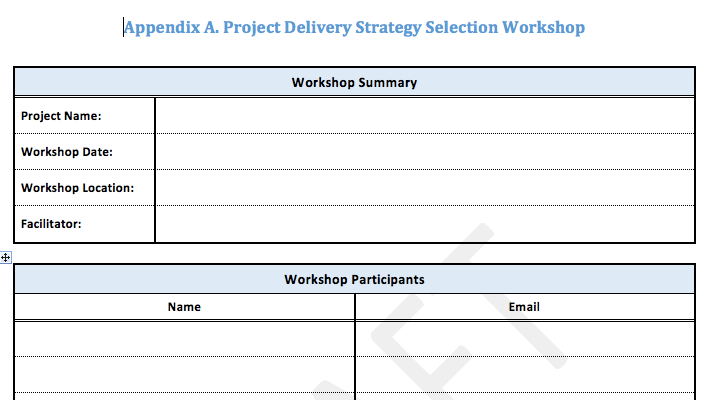 Appendix A. Project Delivery Strategy Selection Workshop
Workshop Summary
Project Name:
Workshop Date:
Workshop Location:
Facilitator:
Workshop Participants
Name Email